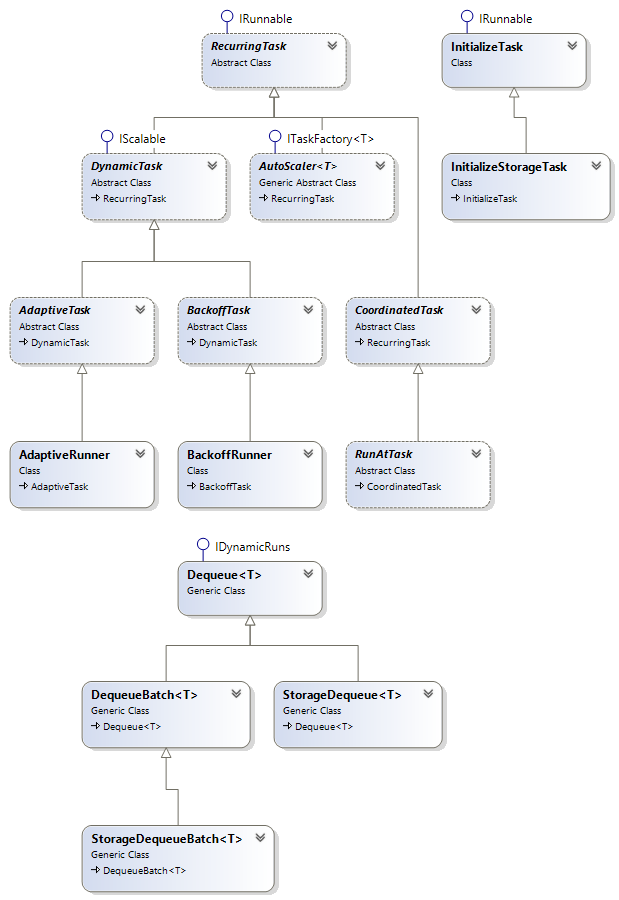 IRunnable
RecurringTask
Abstract Class
IRunnable
InitializeTask
Class
IScalable
DynamicTask
Abstract Class
RecurringTask
ITaskFactory<T>
AutoScaler<T>
Generic Abstract Class
RecurringTask
InitializeStorageTask
Class
InitializeTask
AdaptiveTask
Abstract Class
DynamicTask
BackoffTask
Abstract Class
DynamicTask
CoordinatedTask
Abstract Class
RecurringTask
AdaptiveRunner
Class
AdaptiveTask
BackoffRunner
Class
BackoffTask
RunAtTask
Abstract Class
CoordinatedTask
IDynamicRuns
Dequeue<T>
Generic Class
DequeueBatch<T>
Generic Class
Dequeue<T>
StorageDequeue<T>
Generic Class
Dequeue<T>
StorageDequeueBatch<T>
Generic Class
DequeueBatch<T>